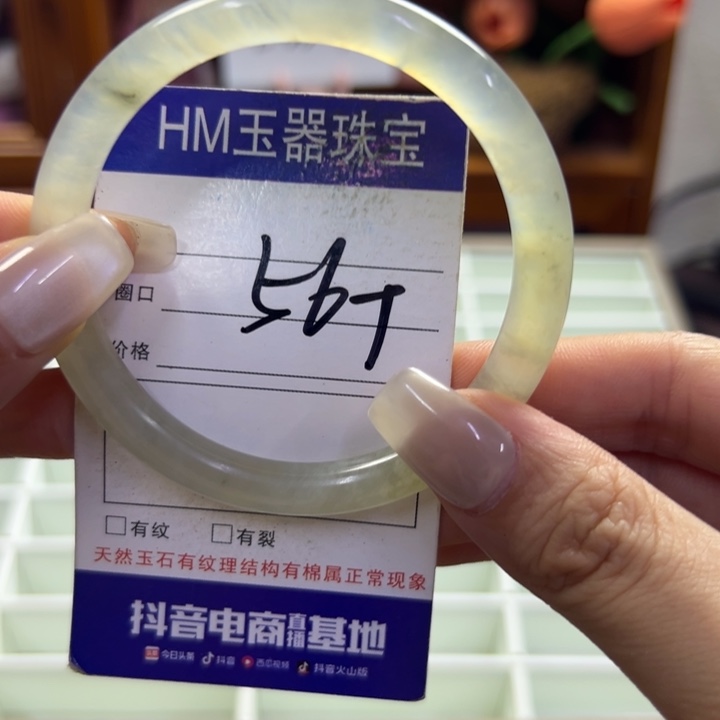 HM玉器珠宝
圈口 56+
价格
有纹 有裂
天然玉石有纹理结构有棉属正常现象
抖音电商直播基地
今日头条 抖音 西瓜视频 抖音火山版